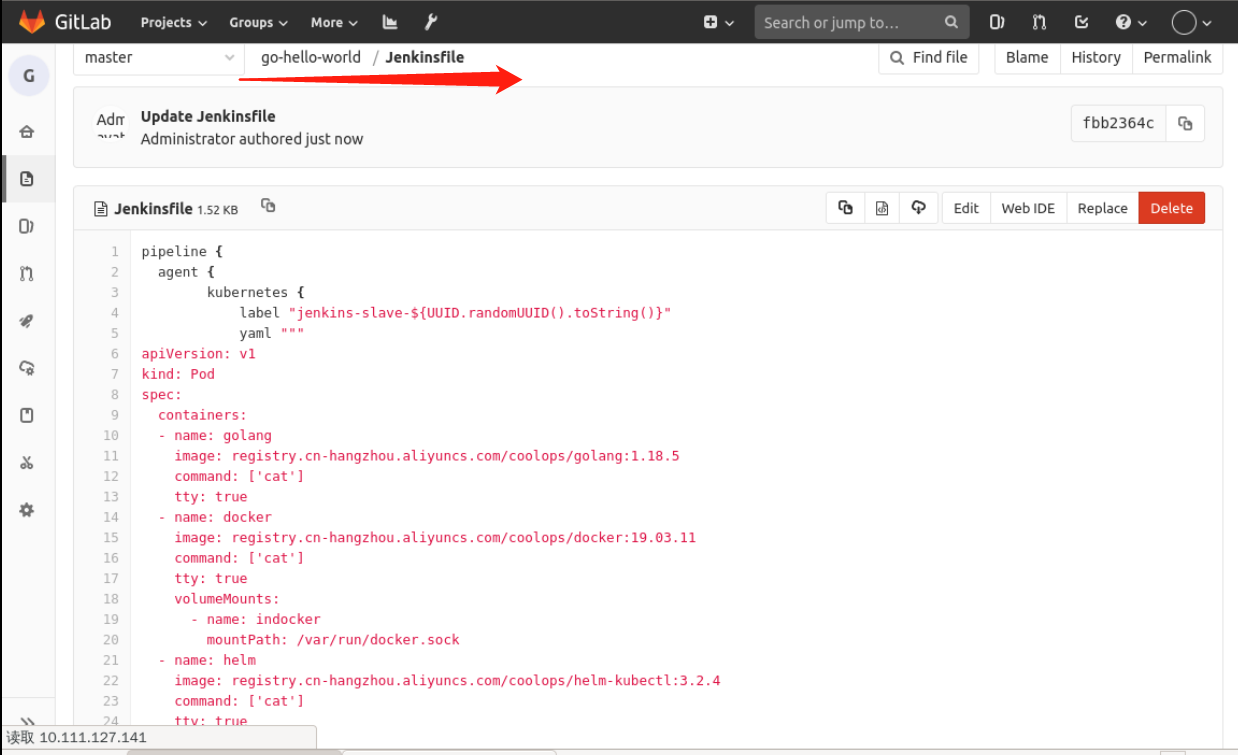 GitLab Projects Groups More Search or jump to...
master go-hello-world / Jenkinsfile Find file Blame History Permalink
G
Update Jenkinsfile
Administrator authored just now
fbb2364c
Jenkinsfile 1.52 KB Edit Web IDE Replace Delete
1 pipeline {
2   agent {
3         kubernetes {
4             label "jenkins-slave-${UUID.randomUUID().toString()}"
5             yaml """
6 apiVersion: v1
7 kind: Pod
8 spec:
9   containers:
10   - name: golang
11     image: registry.cn-hangzhou.aliyuncs.com/coolops/golang:1.18.5
12     command: ['cat']
13     tty: true
14   - name: docker
15     image: registry.cn-hangzhou.aliyuncs.com/coolops/docker:19.03.11
16     command: ['cat']
17     tty: true
18     volumeMounts:
19       - name: indocker
20         mountPath: /var/run/docker.sock
21   - name: helm
22     image: registry.cn-hangzhou.aliyuncs.com/coolops/helm-kubectl:3.2.4
23     command: ['cat']
24     tty: true
读取 10.111.127.141